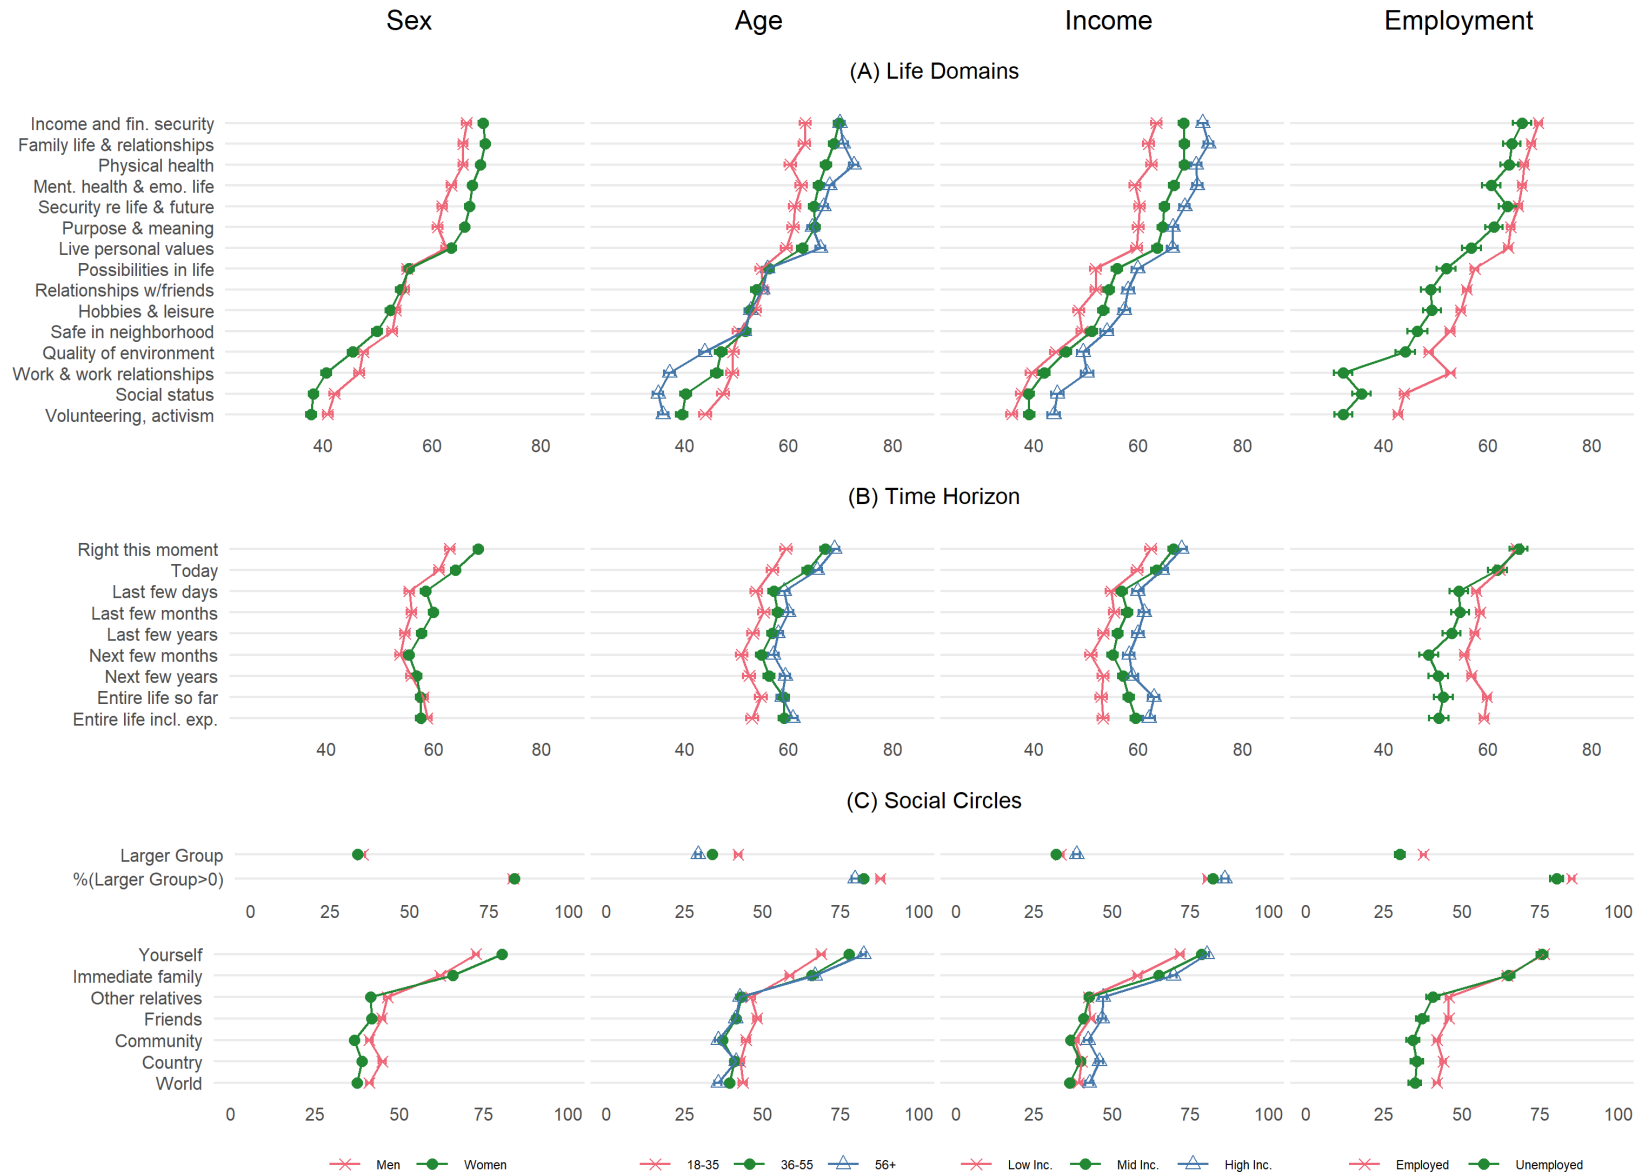 Sex Age Income Employment
(A) Life Domains
Income and fin. security
Family life & relationships
Physical health
Ment. health & emo. life
Security re life & future
Purpose & meaning
Live personal values
Possibilities in life
Relationships w/friends
Hobbies & leisure
Safe in neighborhood
Quality of environment
Work & work relationships
Social status
Volunteering, activism
40 60 80 40 60 80 40 60 80 40 60 80
(B) Time Horizon
Right this moment
Today
Last few days
Last few months
Last few years
Next few months
Next few years
Entire life so far
Entire life incl. exp.
40 60 80 40 60 80 40 60 80 40 60 80
(C) Social Circles
Larger Group
%(Larger Group>0)
0 25 50 75 100 0 25 50 75 100 0 25 50 75 100 0 25 50 75 100
Yourself
Immediate family
Other relatives
Friends
Community
Country
World
0 25 50 75 100 0 25 50 75 100 0 25 50 75 100 0 25 50 75 100
Men Women 18-35 36-55 56+ Low Inc. Mid Inc. High Inc. Employed Unemployed